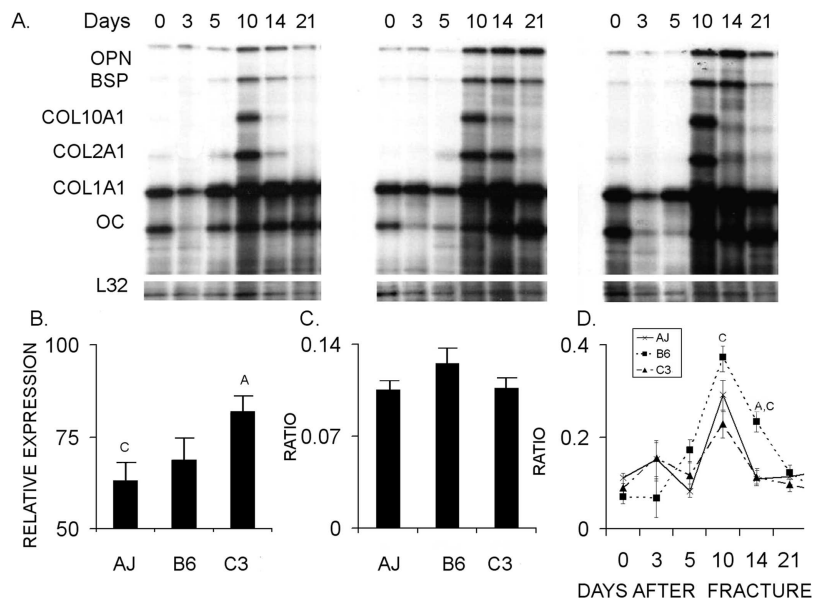 A.
Days
0 3 5 10 14 21
0 3 5 10 14 21
0 3 5 10 14 21
OPN
BSP
COL10A1
COL2A1
COL1A1
OC
L32
B.
RELATIVE EXPRESSION
100
75
50
C
A
AJ B6 C3
C.
RATIO
0.14
0.07
0
AJ B6 C3
D.
RATIO
0.4
0.2
0
AJ
B6
C3
C
A,C
0 3 5 10 14 21
DAYS AFTER FRACTURE